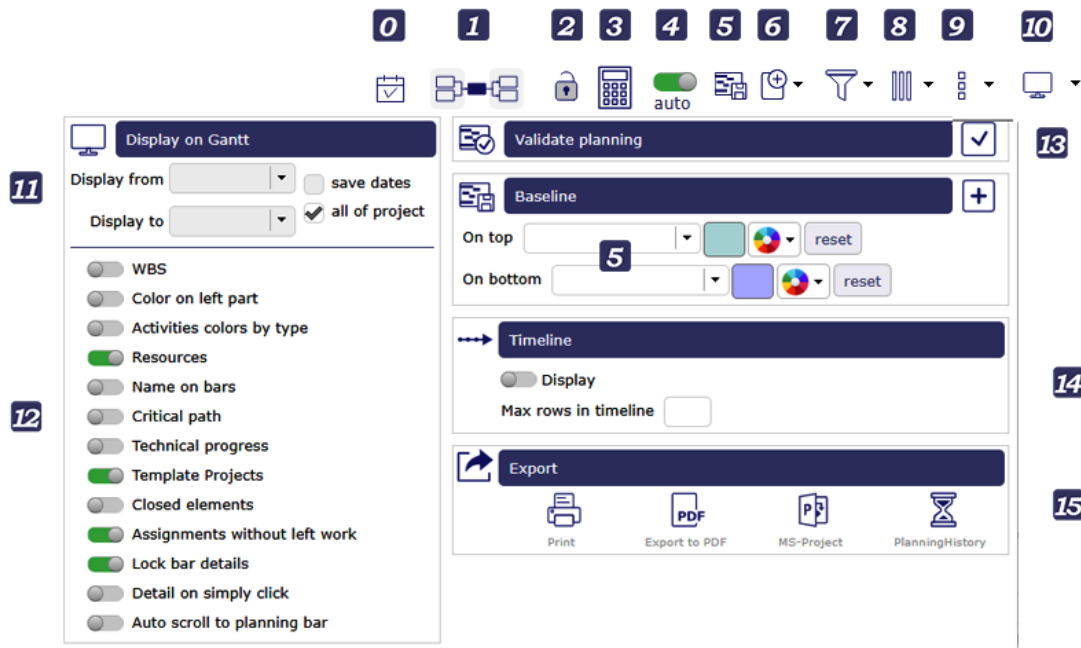 0 1 2 3 4 5 6 7 8 9 10
auto
Display on Gantt
11
Display from
save dates
Display to
all of project
12
WBS
Color on left part
Activities colors by type
Resources
Name on bars
Critical path
Technical progress
Template Projects
Closed elements
Assignments without left work
Lock bar details
Detail on simply click
Auto scroll to planning bar
Validate planning
13
Baseline
On top
reset
5
On bottom
reset
Timeline
Display
14
Max rows in timeline
Export
15
PDF
P
Print Export to PDF MS-Project PlanningHistory